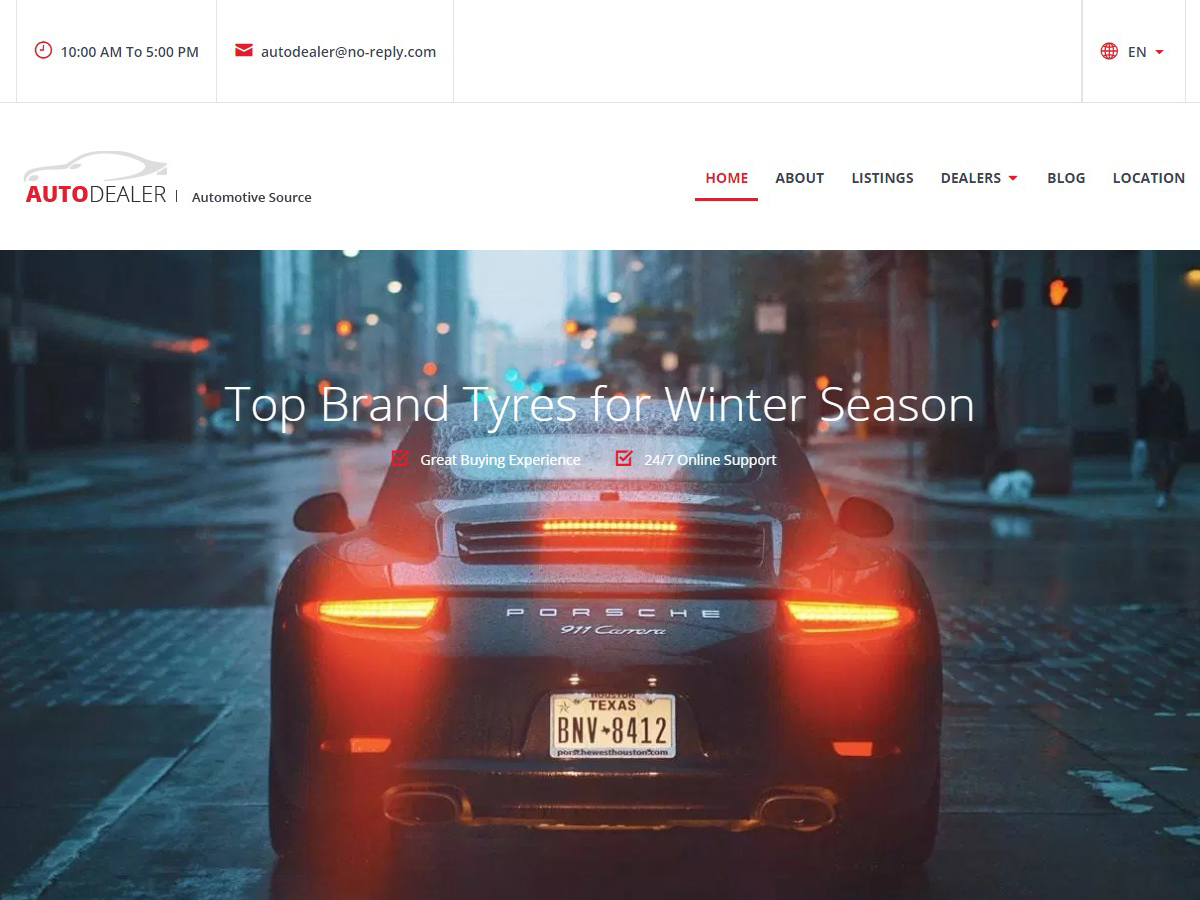 10:00 AM To 5:00 PM
autodealer@no-reply.com
EN
AUTODEALER
Automotive Source
HOME
ABOUT
LISTINGS
DEALERS
BLOG
LOCATION
Top Brand Tyres for Winter Season
Great Buying Experience
24/7 Online Support
PORSCHE
911 Carrera
HOUSTON
TEXAS
BNV 8412
porschewesthouston.com